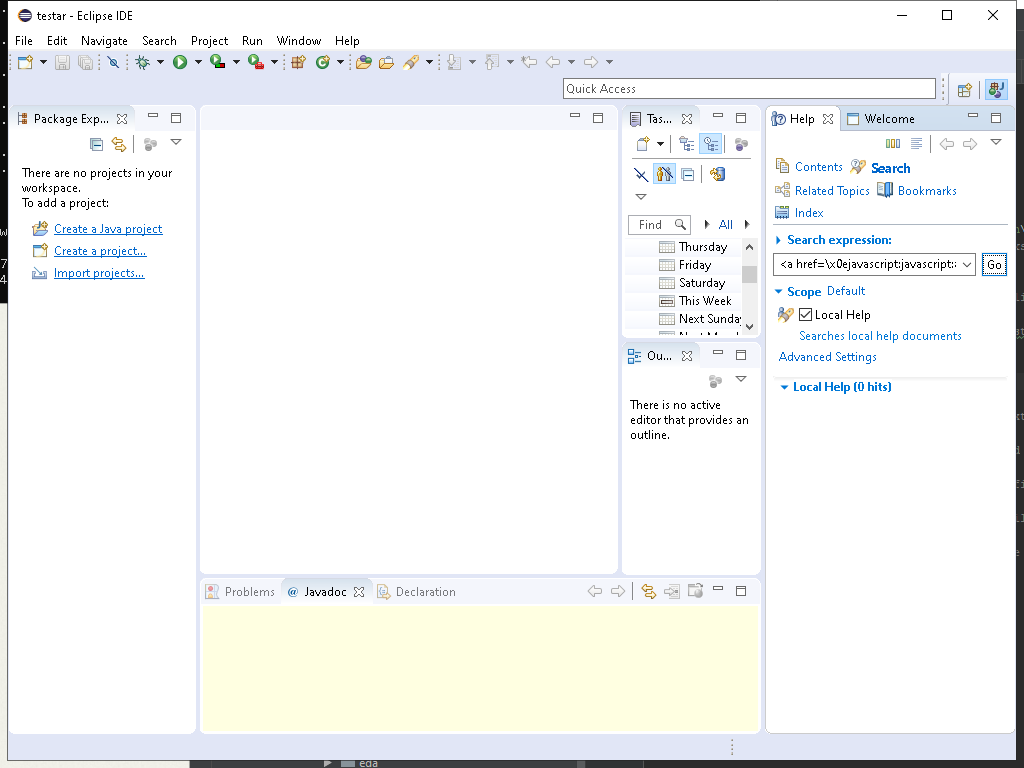 testar - Eclipse IDE
File Edit Navigate Search Project Run Window Help
Quick Access
Package Exp...
There are no projects in your
workspace.
To add a project:
Create a Java project
Create a project...
Import projects...
Tas...
Find All
Thursday
Friday
Saturday
This Week
Next Sunday
Ou...
There is no active
editor that provides an
outline.
Help Welcome
Contents Search
Related Topics Bookmarks
Index
Search expression:
<a href=\x0ejavascript:javascript:a Go
Scope Default
Local Help
Searches local help documents
Advanced Settings
Local Help (0 hits)
Problems @ Javadoc Declaration
eda